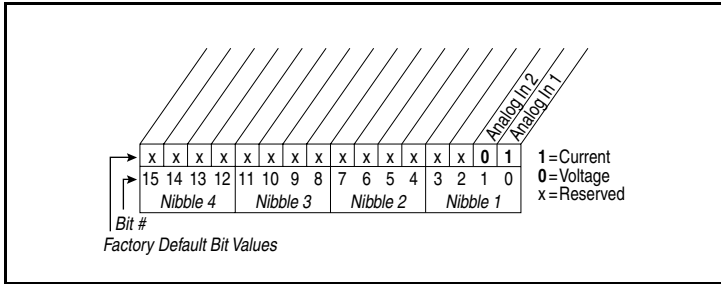 Analog In 2
Analog In 1
x x x x x x x x x x x x x x 0 1
1=Current
15 14 13 12 11 10 9 8 7 6 5 4 3 2 1 0
0=Voltage
Nibble 4 Nibble 3 Nibble 2 Nibble 1
x=Reserved
Bit #
Factory Default Bit Values